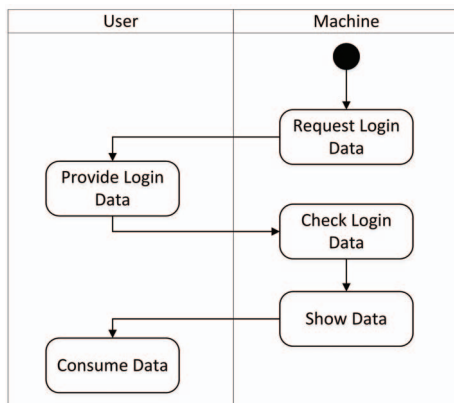 User
Machine
Request Login
Data
Provide Login
Data
Check Login
Data
Show Data
Consume Data